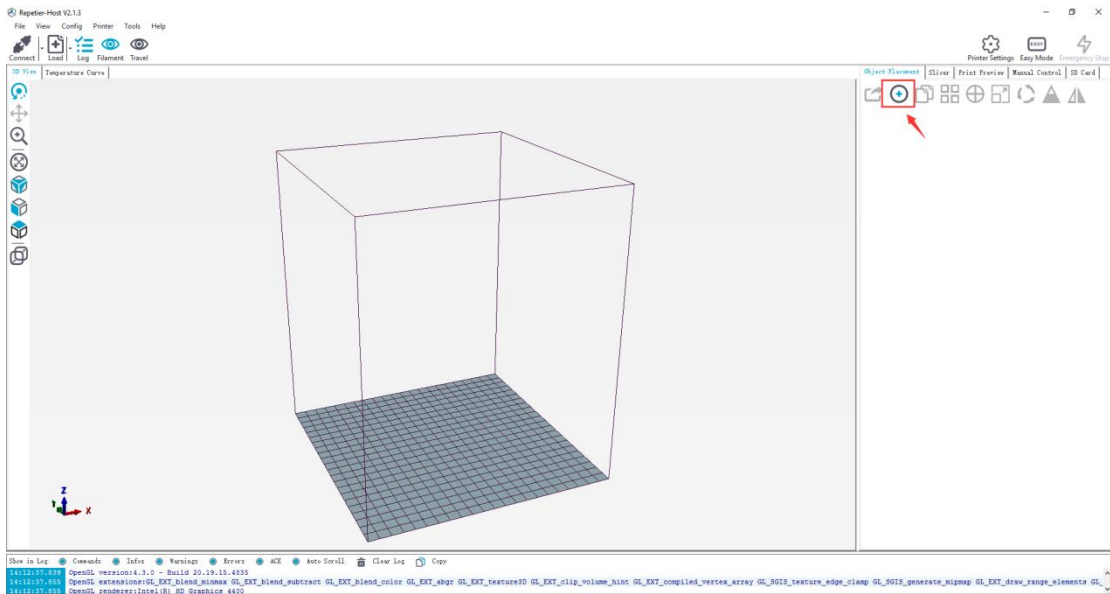 Repetier-Host V2.1.3
File View Config Printer Tools Help
Connect Load Log Filament Travel
Printer Settings Easy Mode Emergency Stop
EASY
3D View Temperature Curve
Object Placement Slicer Print Preview Manual Control SD Card
Z
Y
X
Show in Log: Commands Infos Warnings Errors ACK Auto Scroll Clear Log Copy
14:12:37.839 OpenGL version:4.3.0 - Build 20.19.15.4835
14:12:37.855 OpenGL extensions:GL_EXT_blend_minmax GL_EXT_blend_subtract GL_EXT_blend_color GL_EXT_abgr GL_EXT_texture3D GL_EXT_clip_volume_hint GL_EXT_compiled_vertex_array GL_SGIS_texture_edge_clamp GL_SGIS_generate_mipmap GL_EXT_draw_range_elements GL_
14:12:37.855 OpenGL renderer:Intel(R) HD Graphics 4400